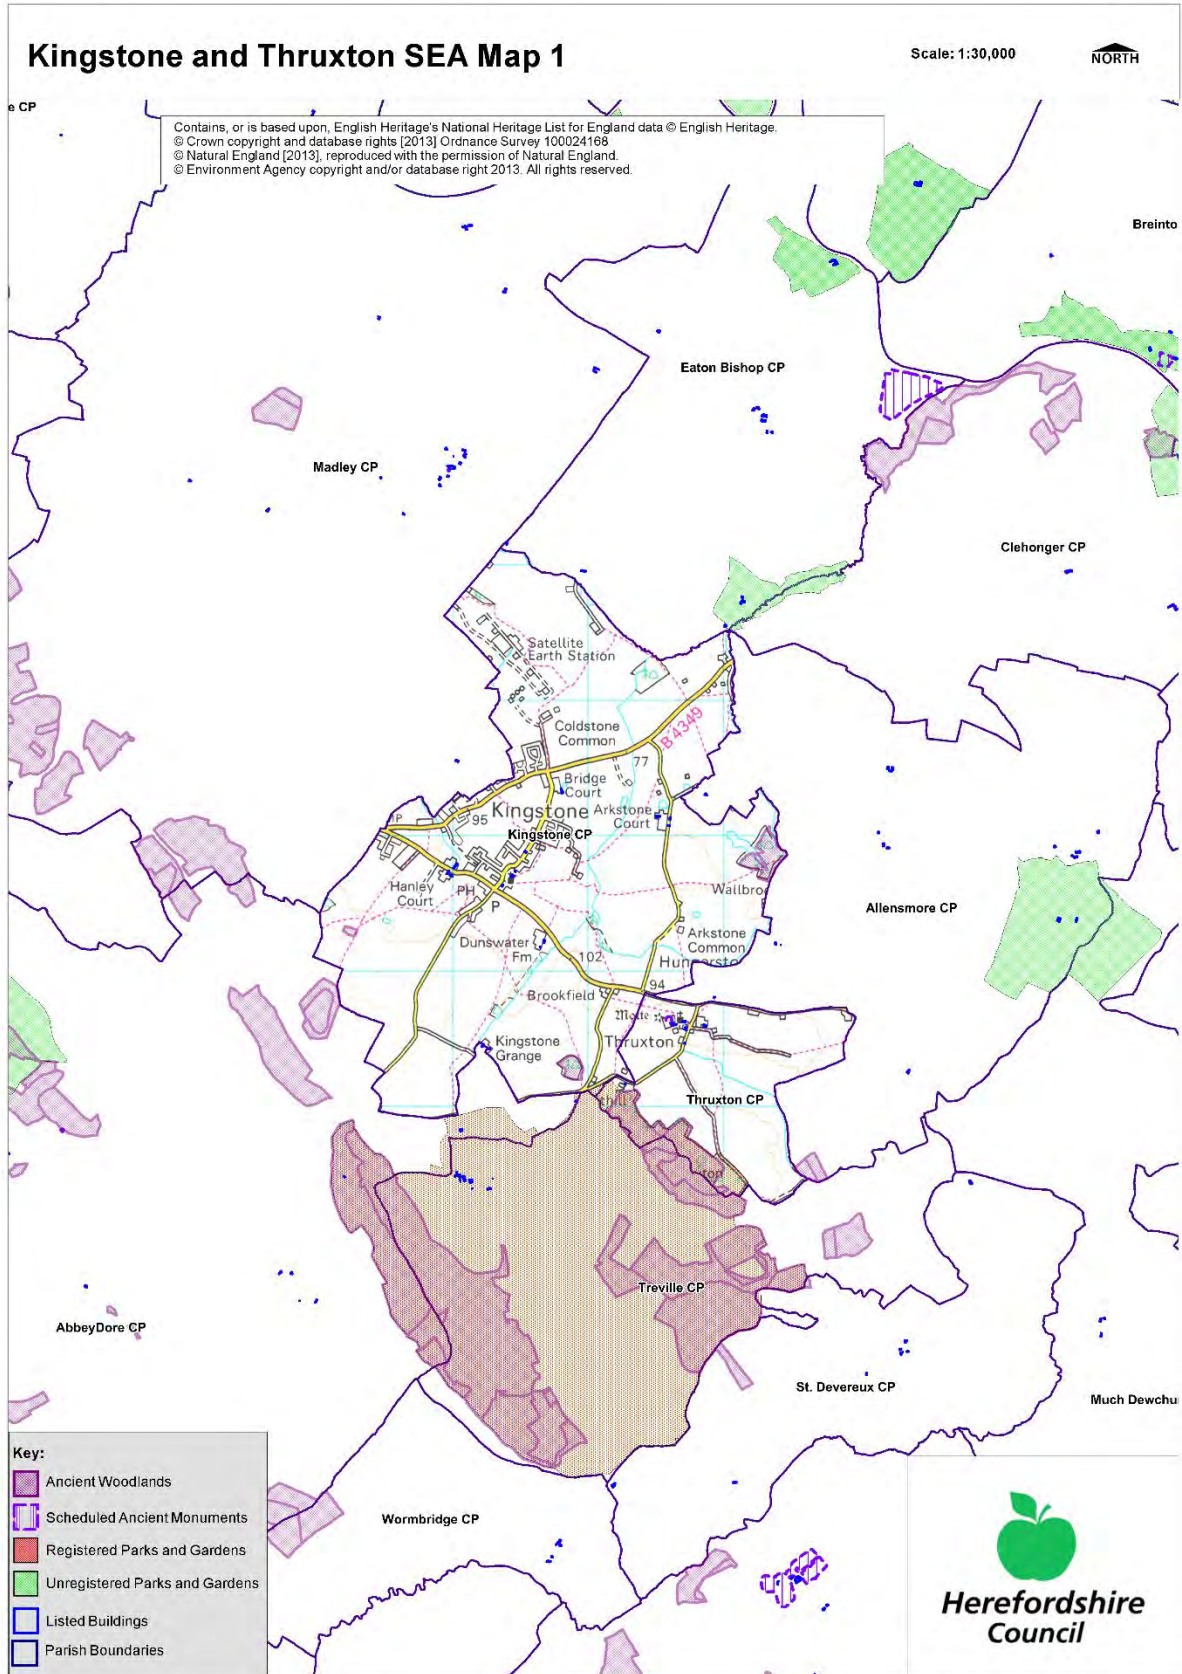 Kingstone and Thruxton SEA Map 1
Scale: 1:30,000
NORTH
e CP
Contains, or is based upon, English Heritage's National Heritage List for England data © English Heritage.
© Crown copyright and database rights [2013] Ordnance Survey 100024168
© Natural England [2013], reproduced with the permission of Natural England.
© Environment Agency copyright and/or database right 2013. All rights reserved.
Breinto
Eaton Bishop CP
Madley CP
Clehonger CP
Satellite
Earth Station
Coldstone
Common
B 4349
77
Bridge
Court
Kingstone
Arkstone
Court
95
Kingstone CP
Hanley
Court
PH
P
Wallbro
Allensmore CP
Dunswater
Fm
102
Arkstone
Common
Hungersto
94
Brookfield
Motte
Thruxton
Kingstone
Grange
Thruxton CP
Treville CP
AbbeyDore CP
St. Devereux CP
Much Dewchu
Wormbridge CP
Key:
Ancient Woodlands
Scheduled Ancient Monuments
Registered Parks and Gardens
Unregistered Parks and Gardens
Listed Buildings
Parish Boundaries
Herefordshire
Council